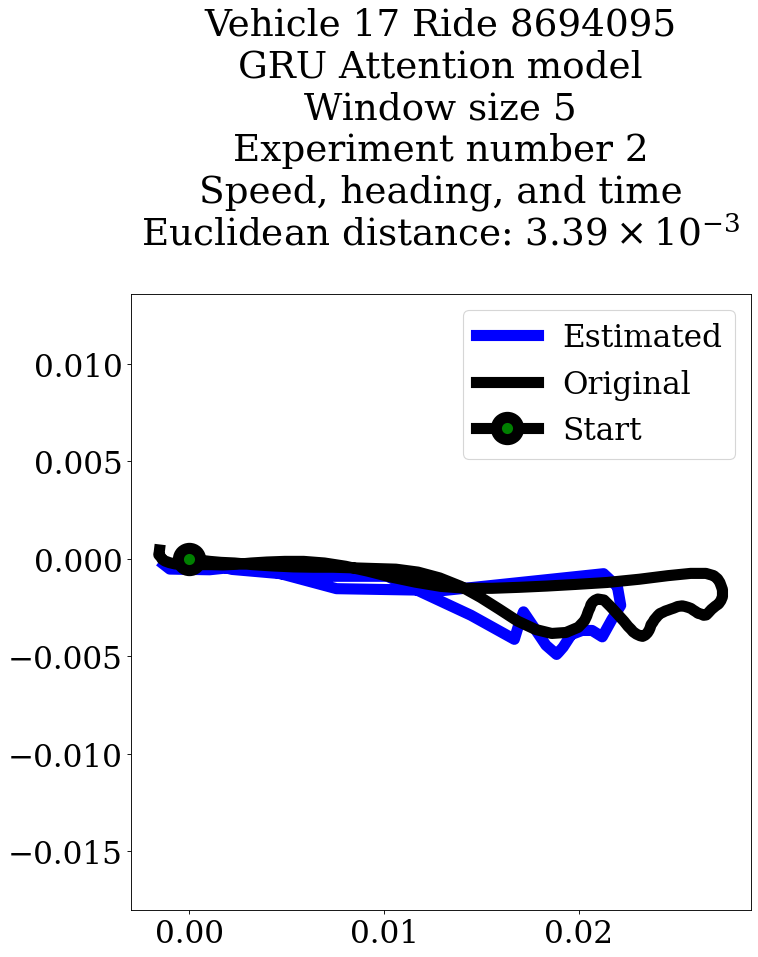 Vehicle 17 Ride 8694095
GRU Attention model
Window size 5
Experiment number 2
Speed, heading, and time
Euclidean distance: 3.39 × 10⁻³
Estimated
Original
Start
0.010
0.005
0.000
−0.005
−0.010
−0.015
0.00 0.01 0.02